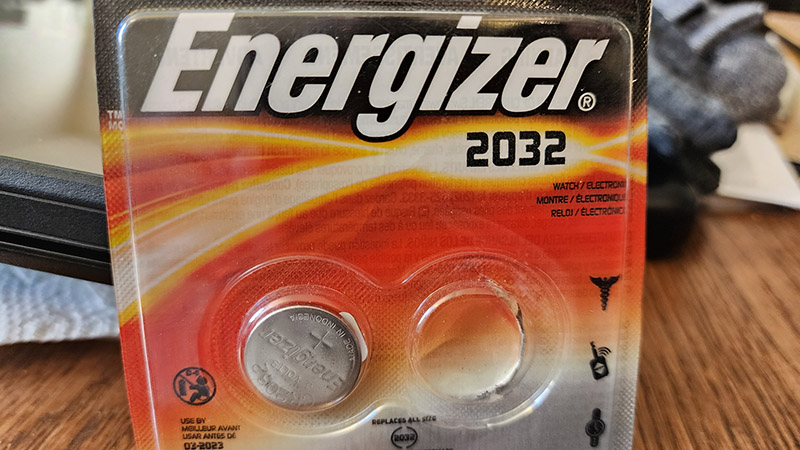 Energizer®
2032
WATCH / ELECTRONIC
MONTRE / ÉLECTRONIQUE
RELOJ / ELECTRÓNICO
MADE IN INDONESIA
+
Energizer
USE BY
MEILLEUR AVANT
USAR ANTES DE
03-2023
REPLACES ALL SIZE
2032